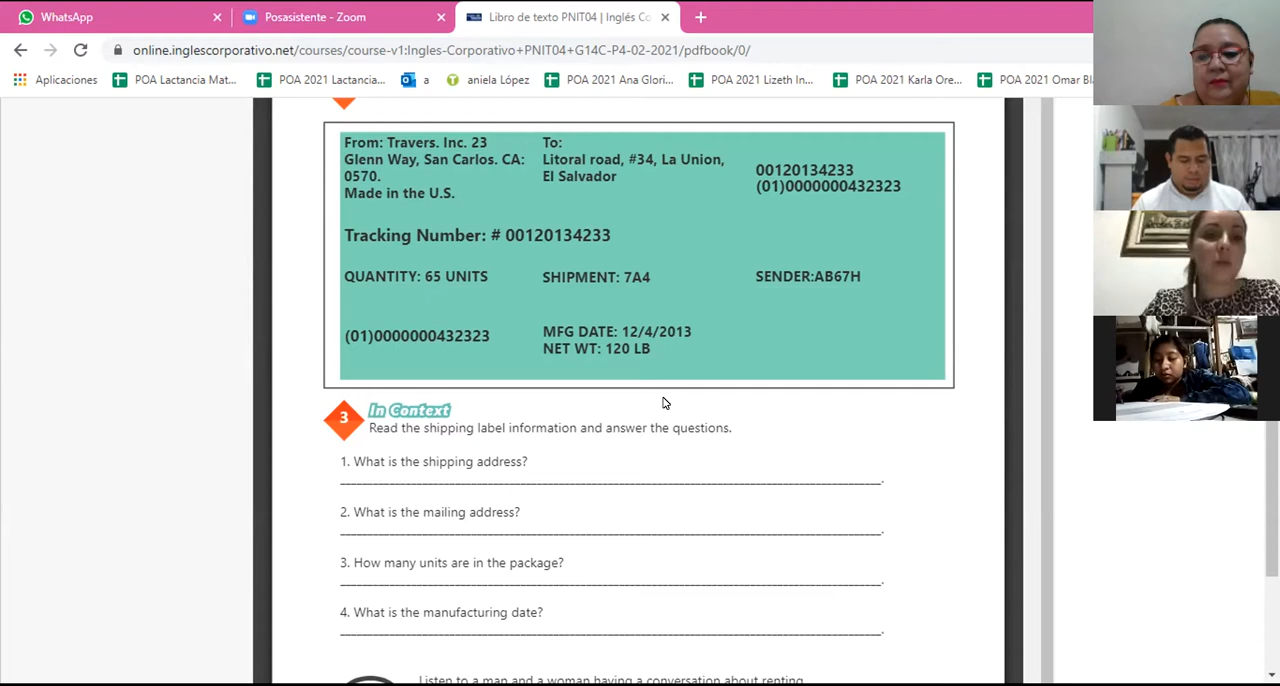 WhatsApp
Posasistente - Zoom
Libro de texto PNIT04 | Inglés Co
online.inglescorporativo.net/courses/course-v1:Ingles-Corporativo+PNIT04+G14C-P4-02-2021/pdfbook/0/
Aplicaciones
POA Lactancia Mat...
POA 2021 Lactancia...
a
aniela López
POA 2021 Ana Glori...
POA 2021 Lizeth In...
POA 2021 Karla Ore...
POA 2021 Omar Bl
From: Travers. Inc. 23
Glenn Way, San Carlos. CA:
0570.
Made in the U.S.
To:
Litoral road, #34, La Union,
El Salvador
00120134233
(01)0000000432323
Tracking Number: # 00120134233
QUANTITY: 65 UNITS
SHIPMENT: 7A4
SENDER:AB67H
(01)0000000432323
MFG DATE: 12/4/2013
NET WT: 120 LB
3
In Context
Read the shipping label information and answer the questions.
1. What is the shipping address?
2. What is the mailing address?
3. How many units are in the package?
4. What is the manufacturing date?
Listen to a man and a woman having a conversation about renting